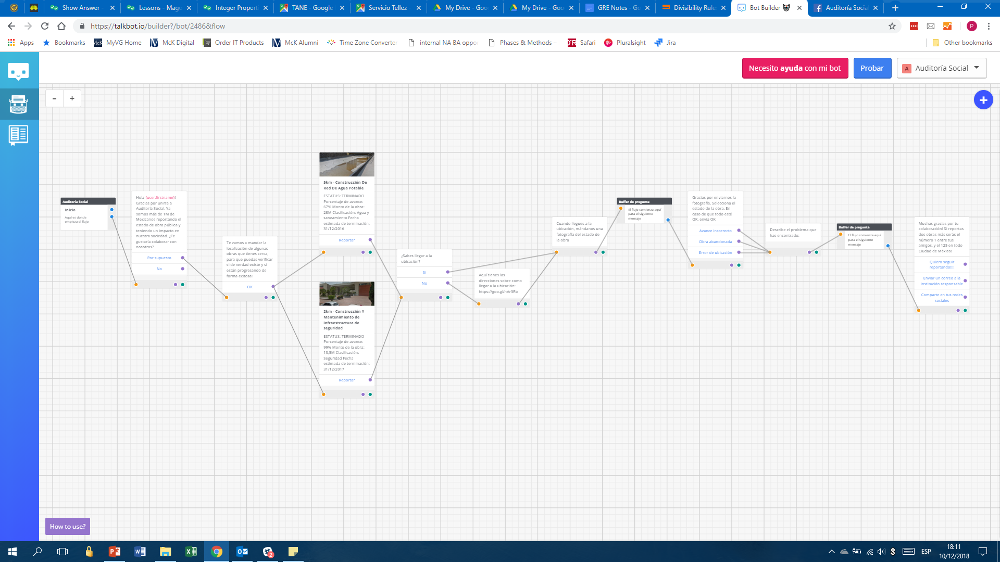 Show Answer -
Lessons - Mago
Integer Propert
TANE - Google
Servicio Tellez -
My Drive - Goo
My Drive - Goo
GRE Notes - Go
Divisibility Rule
Bot Builder
Auditoría Social
https://talkbot.io/builder?/bot/2486&flow
P
Apps
Bookmarks
McK
MyVG Home
McK Digital
Order IT Products
McK Alumni
Time Zone Converter
internal NA BA oppo
Phases & Methods –
Safari
Pluralsight
Jira
Other bookmarks
Necesito ayuda con mi bot
Probar
A
Auditoría Social
-
+
+
Auditoría Social
Inicio
Aquí es donde
empieza el flujo
Hola {user.firstname}!
Gracias por unirte a
Auditoría Social. Ya
somos más de 1M de
Mexicanos reportando el
estado de obra pública y
teniendo un impacto en
nuestra sociedad. ¿Te
gustaría colaborar con
nosotros?
Por supuesto
No
Te vamos a mandar la
localización de algunas
obras que tienes cerca,
para que puedas verificar
si de verdad existe y si
están progresando de
forma exitosa!
OK
5km - Construcción De
Red De Agua Potable
ESTATUS: TERMINADO
Porcentaje de avance:
67% Monto de la obra:
28M Clasificación: Agua y
saneamiento Fecha
estimada de terminación:
31/12/2016
Reportar
2km - Construcción Y
Mantenimiento de
infraestructura de
seguridad
ESTATUS: TERMINADO
Porcentaje de avance:
99% Monto de la obra:
13,5M Clasificación:
Seguridad Fecha
estimada de terminación:
31/12/2017
Reportar
¿Sabes llegar a la
ubicación?
Si
No
Aquí tienes las
direcciones sobre como
llegar a la ubicación:
https://goo.gl/hAr3Rb
Cuando llegues a la
ubicación, mándanos una
fotografía del estado de
la obra
Buffer de pregunta
El flujo comienza aquí
para el siguiente
mensaje
Gracias por enviarnos la
fotografía. Selecciona el
estado de la obra. En
caso de que todo esté
OK, envía OK
Avance incorrecto
Obra abandonada
Error de ubicación
Describe el problema que
has encontrado:
Buffer de pregunta
El flujo comienza aquí
para el siguiente
mensaje
Muchas gracias por tu
colaboración! Si reportas
dos obras más serás el
número 1 entre tus
amigos, y el 125 en todo
Ciudad de México!
Quiero seguir
reportando!!!!
Enviar un correo a la
institución responsable
Comparte en tus redes
sociales
How to use?
2
ESP
18:11
10/12/2018